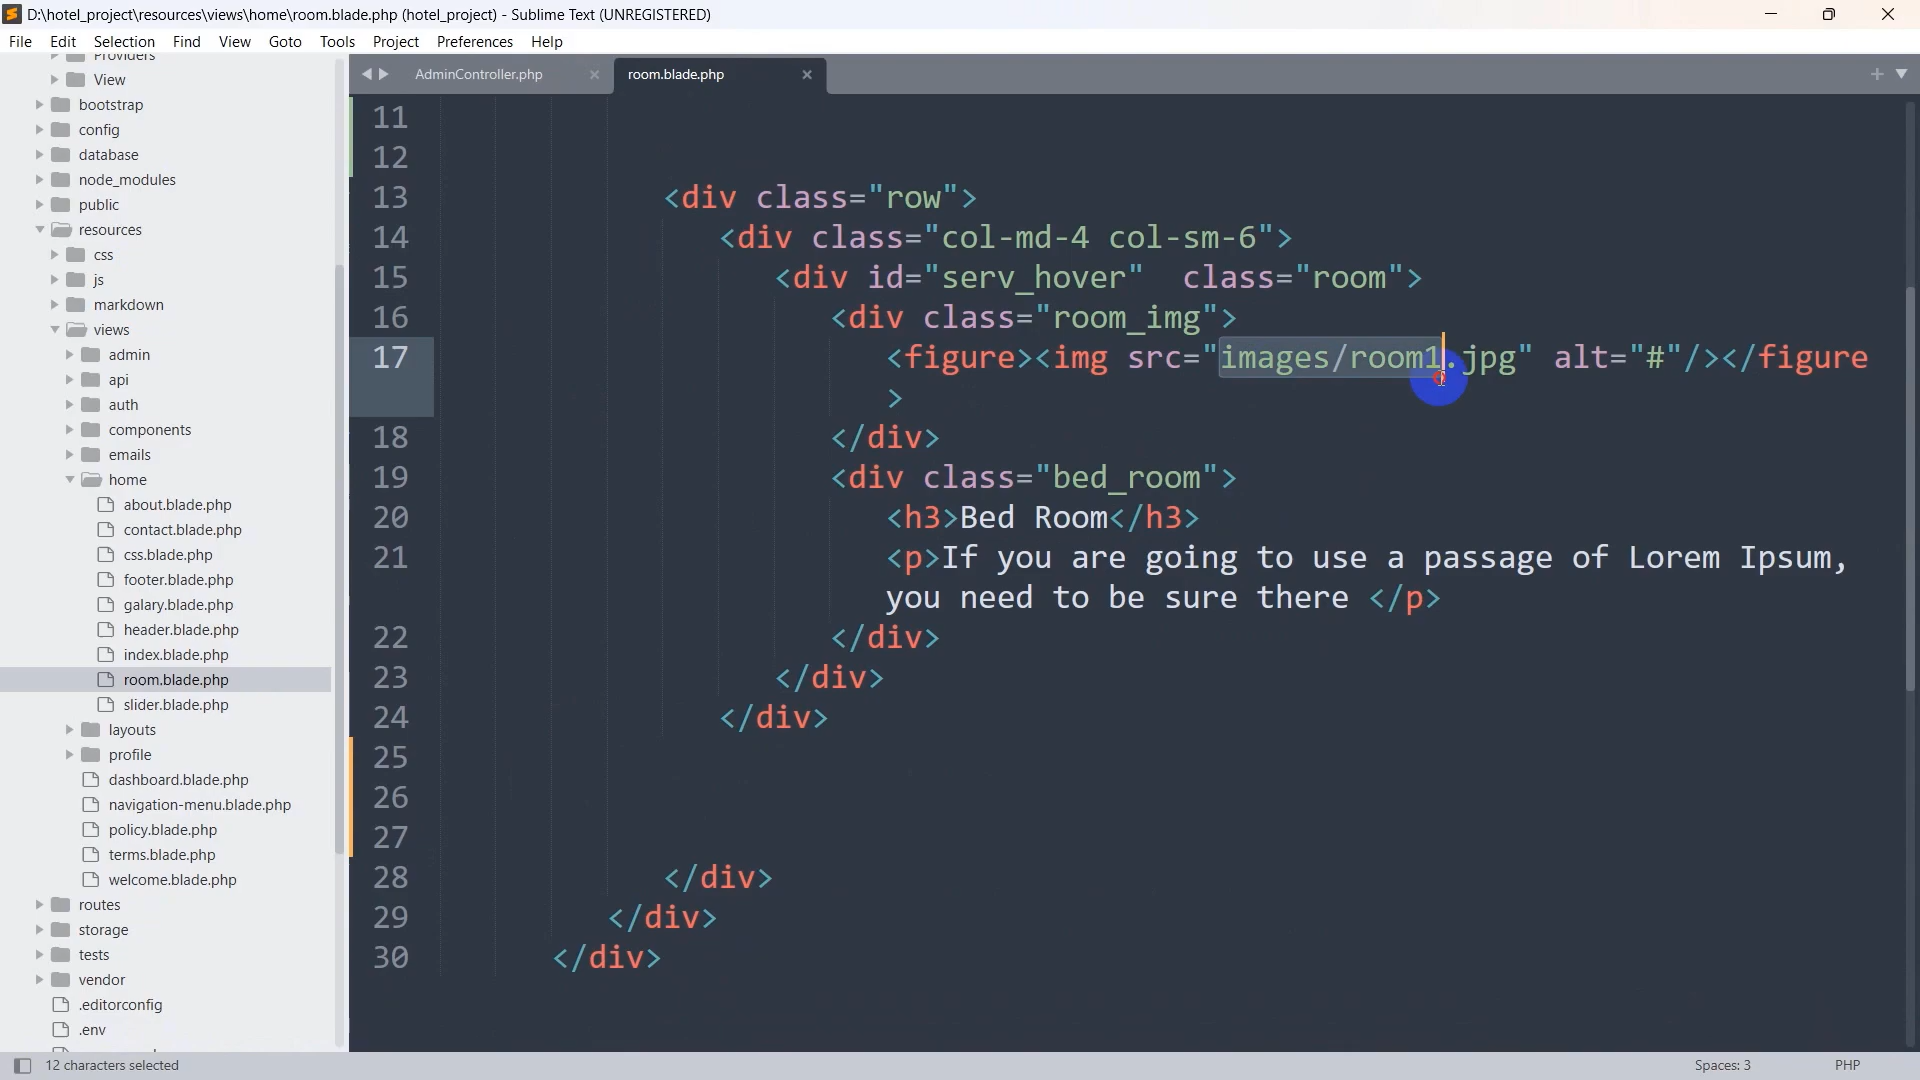 D:\hotel_project\resources\views\home\room.blade.php (hotel_project) - Sublime Text (UNREGISTERED)
File Edit Selection Find View Goto Tools Project Preferences Help
Providers
View
bootstrap
config
database
node_modules
public
resources
css
js
markdown
views
admin
api
auth
components
emails
home
about.blade.php
contact.blade.php
css.blade.php
footer.blade.php
galary.blade.php
header.blade.php
index.blade.php
room.blade.php
slider.blade.php
layouts
profile
dashboard.blade.php
navigation-menu.blade.php
policy.blade.php
terms.blade.php
welcome.blade.php
routes
storage
tests
vendor
.editorconfig
.env
AdminController.php room.blade.php
11
12
13 <div class="row">
14 <div class="col-md-4 col-sm-6">
15 <div id="serv_hover"  class="room">
16 <div class="room_img">
17 <figure><img src="images/room1.jpg" alt="#"/></figure
>
18 </div>
19 <div class="bed_room">
20 <h3>Bed Room</h3>
21 <p>If you are going to use a passage of Lorem Ipsum,
you need to be sure there </p>
22 </div>
23 </div>
24 </div>
25
26
27
28 </div>
29 </div>
30 </div>
12 characters selected Spaces: 3 PHP